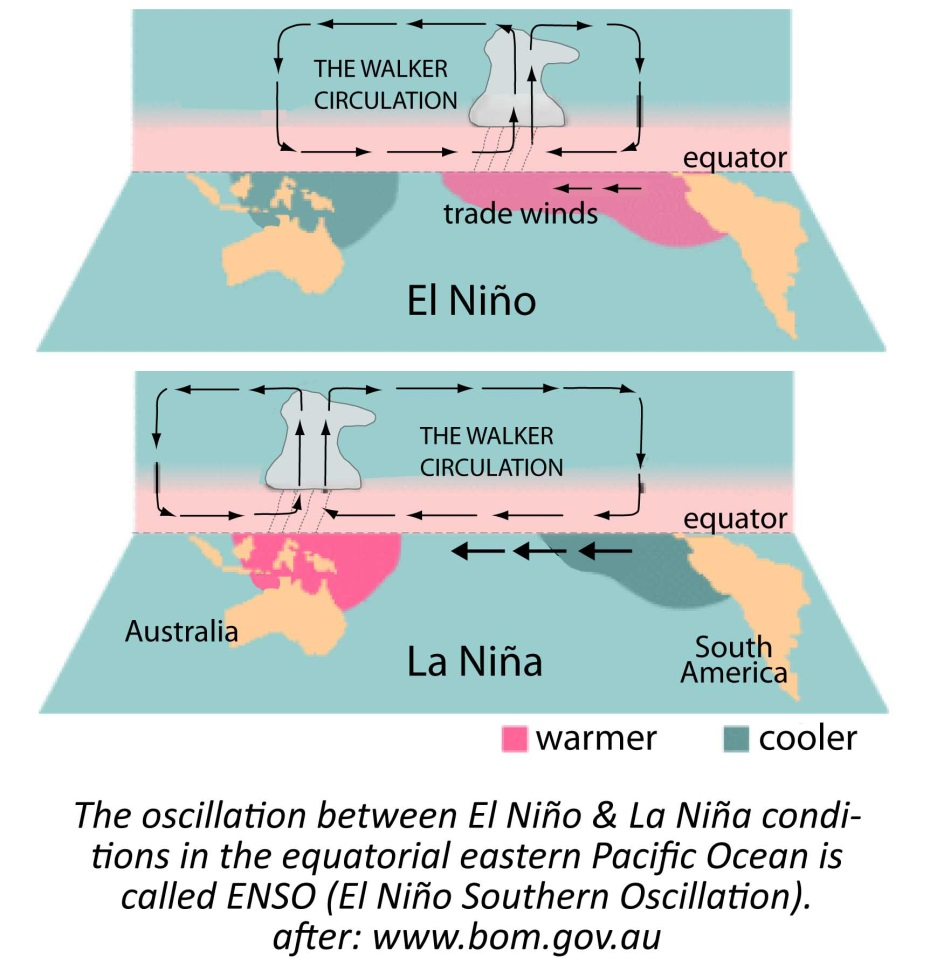 THE WALKER
CIRCULATION
equator
trade winds
El Niño
THE WALKER
CIRCULATION
equator
Australia
La Niña
South
America
warmer
cooler
The oscillation between El Niño & La Niña condi-
tions in the equatorial eastern Pacific Ocean is
called ENSO (El Niño Southern Oscillation).
after: www.bom.gov.au